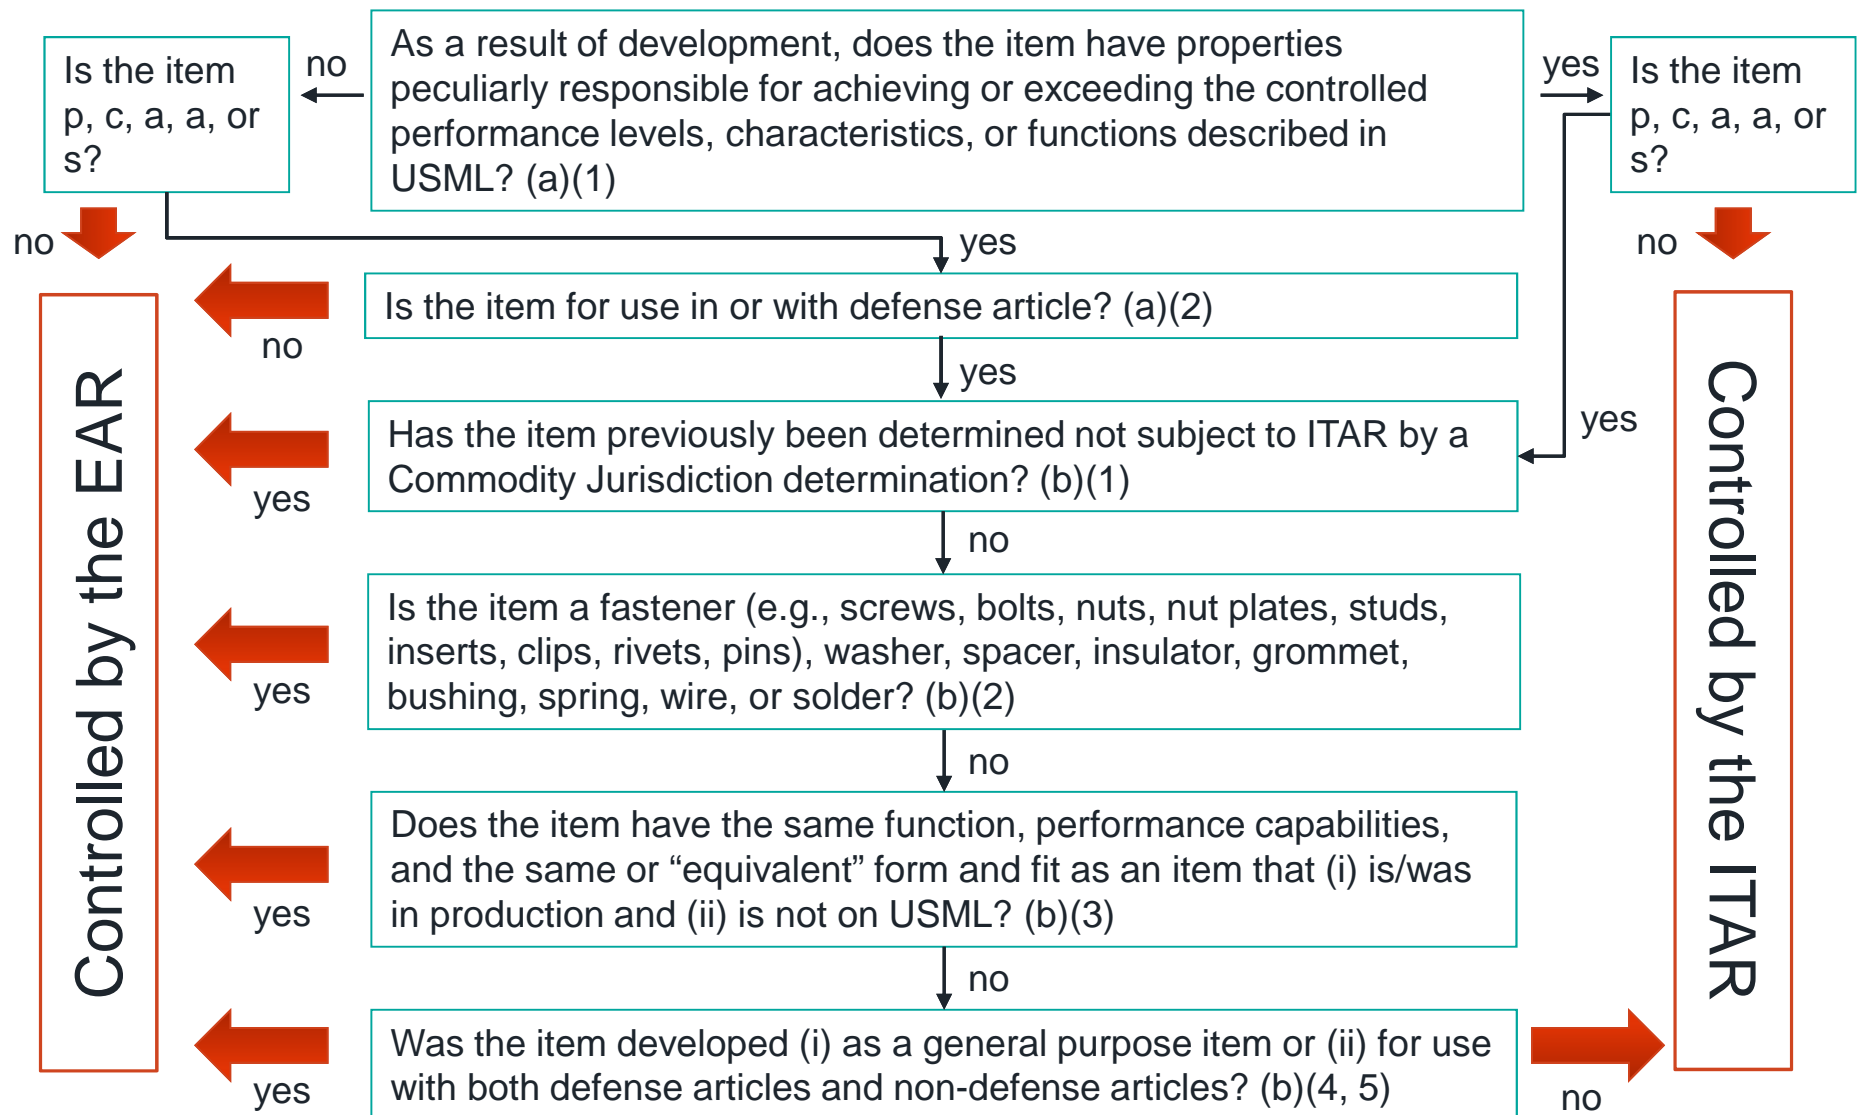 Is the item
p, c, a, a, or
s?
no
As a result of development, does the item have properties
peculiarly responsible for achieving or exceeding the controlled
performance levels, characteristics, or functions described in
USML? (a)(1)
yes
Is the item
p, c, a, a, or
s?
no
yes
no
Is the item for use in or with defense article? (a)(2)
no
yes
Has the item previously been determined not subject to ITAR by a
Commodity Jurisdiction determination? (b)(1)
yes
yes
no
Is the item a fastener (e.g., screws, bolts, nuts, nut plates, studs,
inserts, clips, rivets, pins), washer, spacer, insulator, grommet,
bushing, spring, wire, or solder? (b)(2)
yes
no
Does the item have the same function, performance capabilities,
and the same or “equivalent” form and fit as an item that (i) is/was
in production and (ii) is not on USML? (b)(3)
yes
no
Was the item developed (i) as a general purpose item or (ii) for use
with both defense articles and non-defense articles? (b)(4, 5)
yes
no
Controlled by the EAR
Controlled by the ITAR